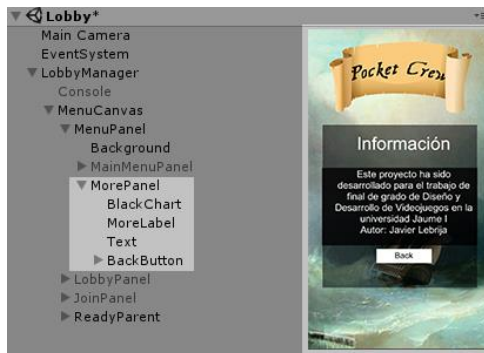 Lobby*
Main Camera
EventSystem
LobbyManager
Console
MenuCanvas
MenuPanel
Background
MainMenuPanel
MorePanel
BlackChart
MoreLabel
Text
BackButton
LobbyPanel
JoinPanel
ReadyParent
Pocket Crew
Información
Este proyecto ha sido
desarrollado para el trabajo de
final de grado de Diseño y
Desarrollo de Videojuegos en la
universidad Jaume I
Autor: Javier Lebrija
Back